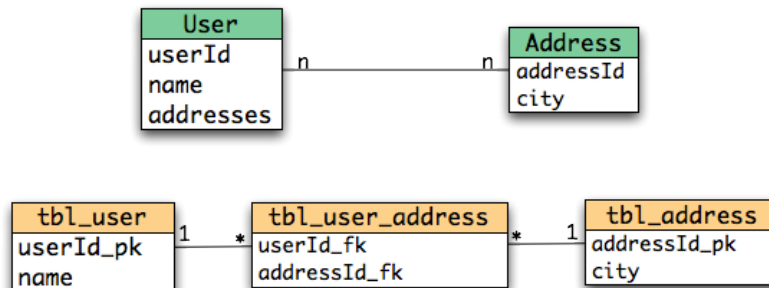 User
userId
name
addresses
n
n
Address
addressId
city
tbl_user
userId_pk
name
1
*
tbl_user_address
userId_fk
addressId_fk
*
1
tbl_address
addressId_pk
city